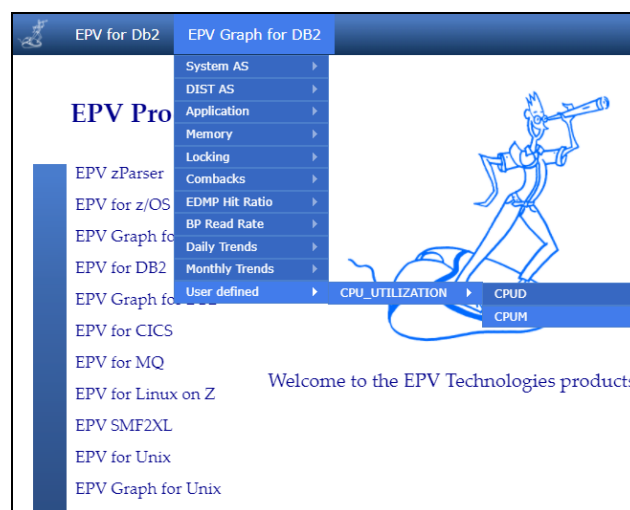 EPV for Db2
EPV Graph for DB2
System AS
DIST AS
Application
Memory
Locking
Combacks
EDMP Hit Ratio
BP Read Rate
Daily Trends
Monthly Trends
User defined
CPU_UTILIZATION
CPUD
CPUM
EPV Pro
EPV zParser
EPV for z/OS
EPV Graph fo
EPV for DB2
EPV Graph for
EPV for CICS
EPV for MQ
EPV for Linux on Z
EPV SMF2XL
EPV for Unix
EPV Graph for Unix
Welcome to the EPV Technologies products